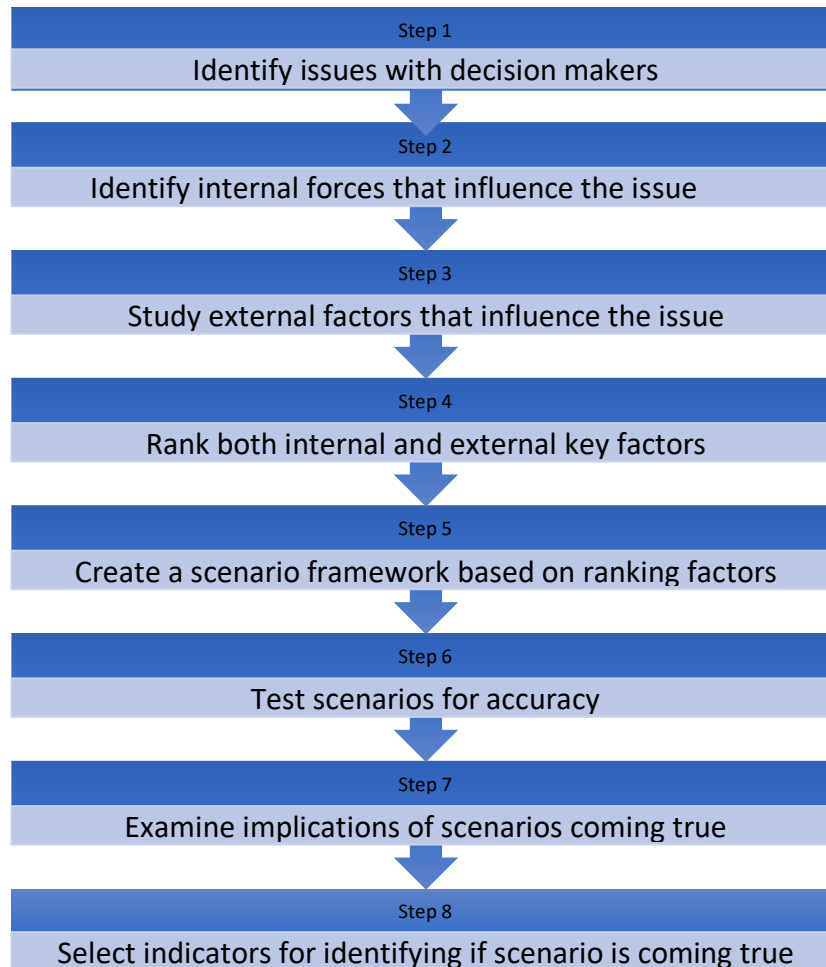 Step 1
Identify issues with decision makers
Step 2
Identify internal forces that influence the issue
Step 3
Study external factors that influence the issue
Step 4
Rank both internal and external key factors
Step 5
Create a scenario framework based on ranking factors
Step 6
Test scenarios for accuracy
Step 7
Examine implications of scenarios coming true
Step 8
Select indicators for identifying if scenario is coming true